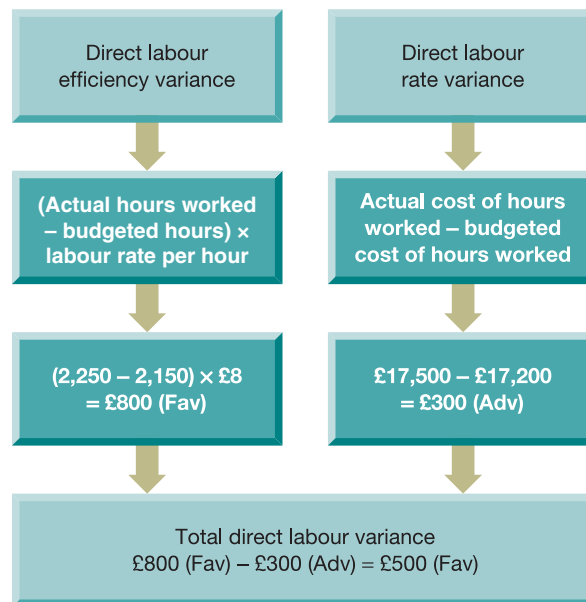 Direct labour
efficiency variance
Direct labour
rate variance
(Actual hours worked
– budgeted hours) ×
labour rate per hour
Actual cost of hours
worked – budgeted
cost of hours worked
(2,250 – 2,150) × £8
= £800 (Fav)
£17,500 – £17,200
= £300 (Adv)
Total direct labour variance
£800 (Fav) – £300 (Adv) = £500 (Fav)